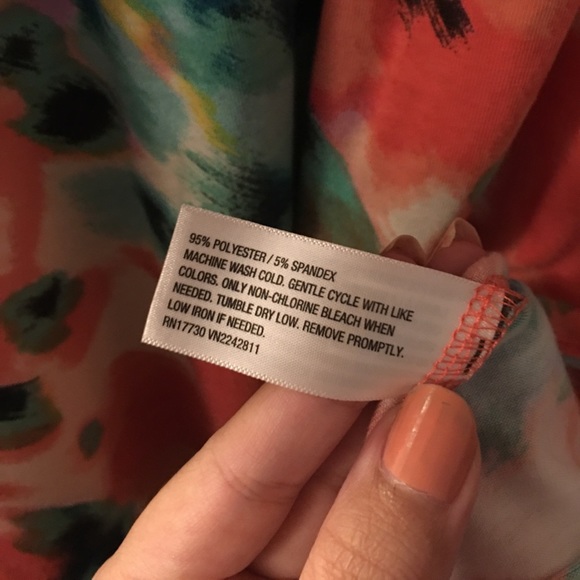 95% POLYESTER / 5% SPANDEX
MACHINE WASH COLD. GENTLE CYCLE WITH LIKE
COLORS. ONLY NON-CHLORINE BLEACH WHEN
NEEDED. TUMBLE DRY LOW. REMOVE PROMPTLY.
LOW IRON IF NEEDED.
RN17730 VN2242811